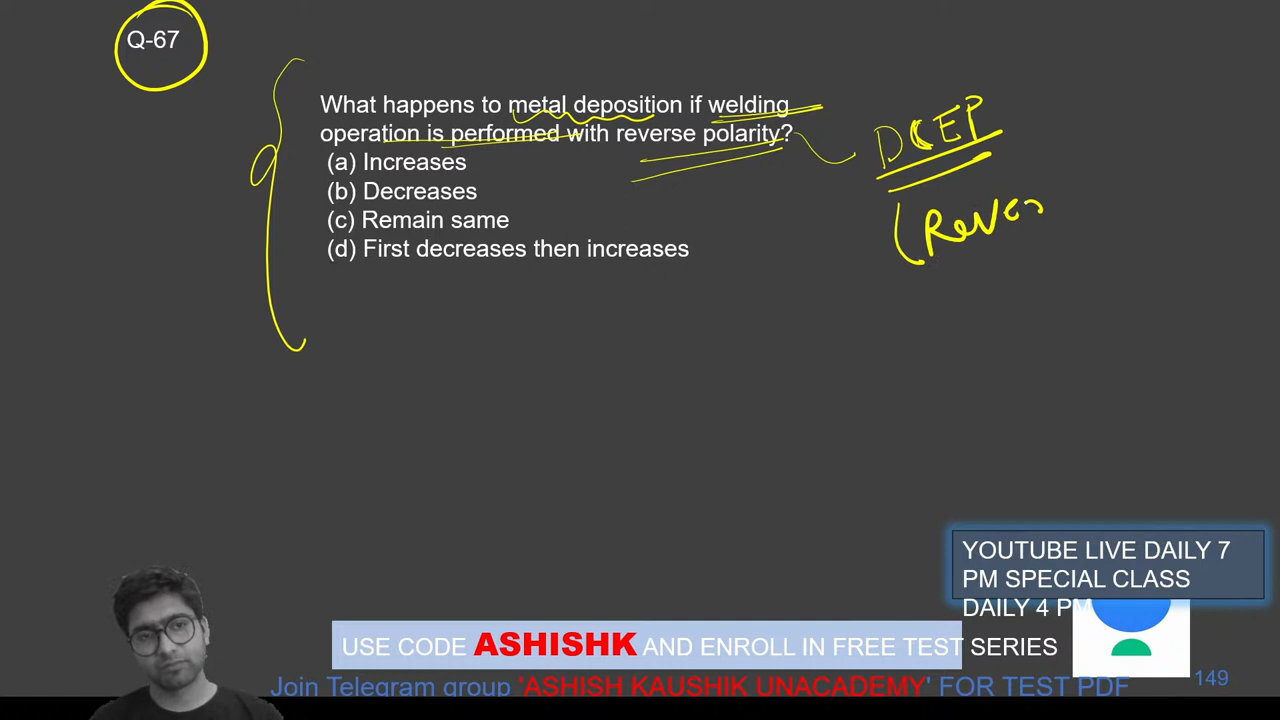 Q-67
What happens to metal deposition if welding
operation is performed with reverse polarity?
(a) Increases
(b) Decreases
(c) Remain same
(d) First decreases then increases
DCEP
(Rever
YOUTUBE LIVE DAILY 7
PM SPECIAL CLASS
DAILY 4 PM
USE CODE ASHISHK AND ENROLL IN FREE TEST SERIES
Join Telegram group 'ASHISH KAUSHIK UNACADEMY' FOR TEST PDF
149